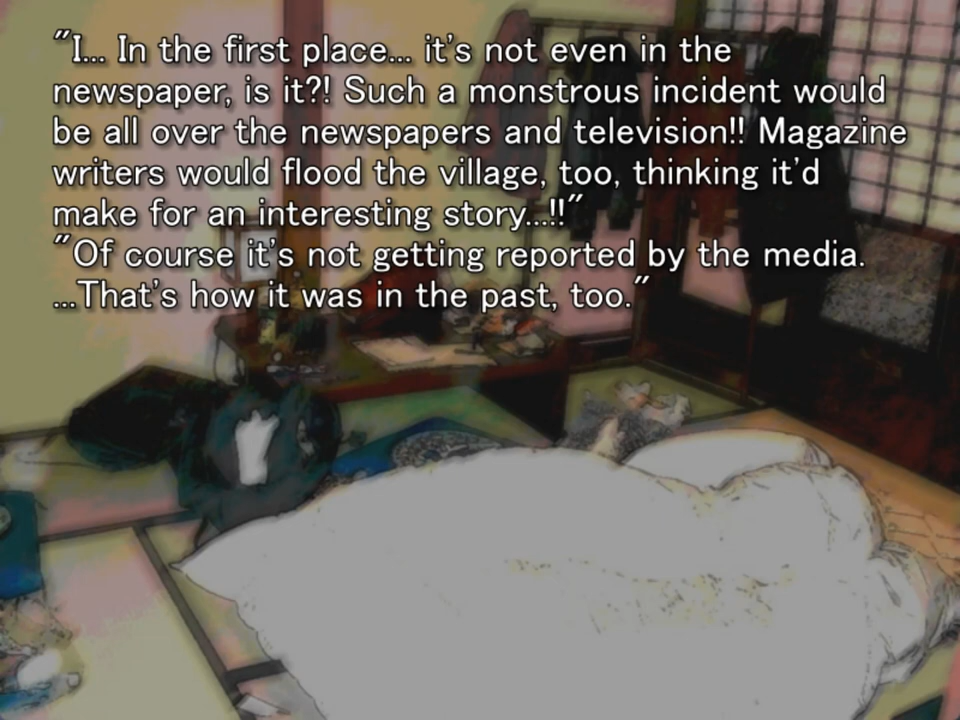 "I... In the first place... it's not even in the
newspaper, is it?! Such a monstrous incident would
be all over the newspapers and television!! Magazine
writers would flood the village, too, thinking it'd
make for an interesting story...!!"
"Of course it's not getting reported by the media.
...That's how it was in the past, too."